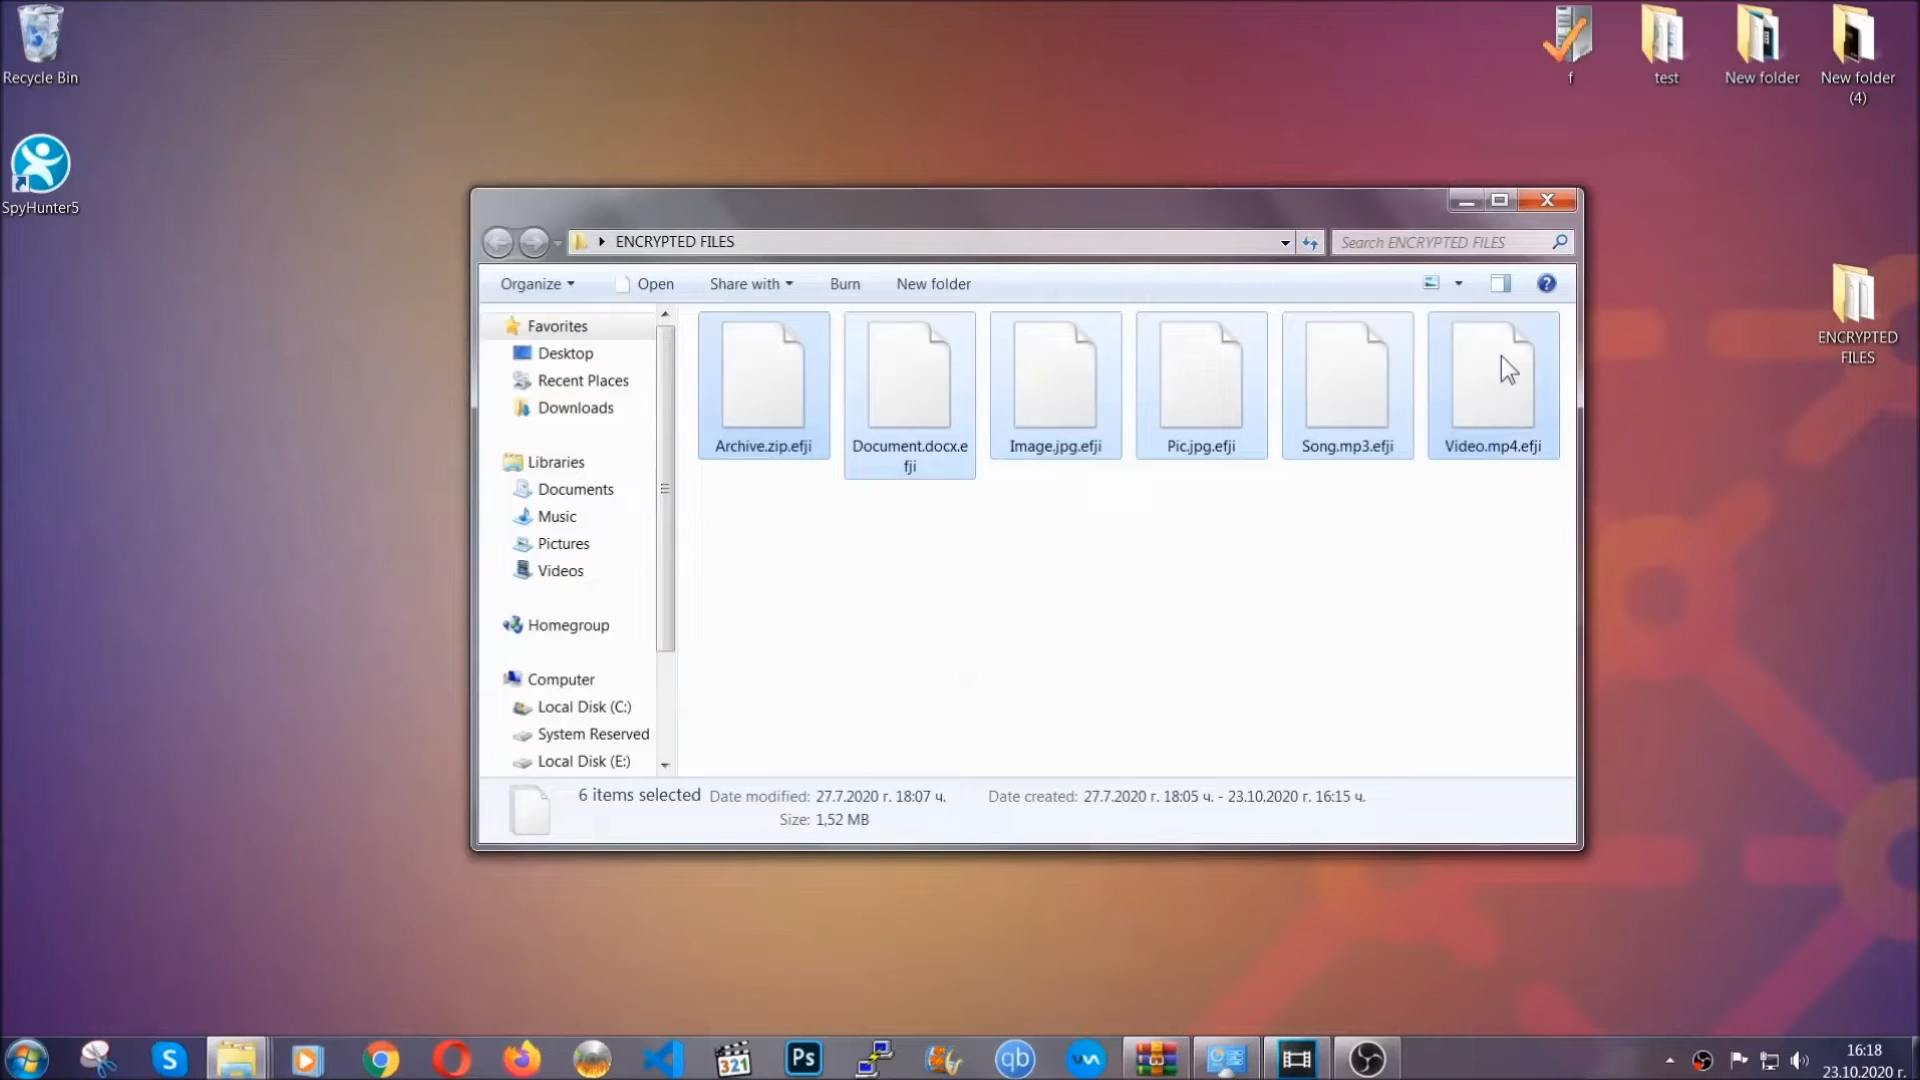 Recycle Bin
SpyHunter5
f
test
New folder
New folder
(4)
ENCRYPTED
FILES
ENCRYPTED FILES
Search ENCRYPTED FILES
Organize
Open
Share with
Burn
New folder
Favorites
Desktop
Recent Places
Downloads
Libraries
Documents
Music
Pictures
Videos
Homegroup
Computer
Local Disk (C:)
System Reserved
Local Disk (E:)
Archive.zip.efji
Document.docx.e
fji
Image.jpg.efji
Pic.jpg.efji
Song.mp3.efji
Video.mp4.efji
6 items selected
Date modified: 27.7.2020 г. 18:07 ч.
Date created: 27.7.2020 г. 18:05 ч. - 23.10.2020 г. 16:15 ч.
Size: 1,52 MB
S
321
Ps
qb
16:18
23.10.2020 г.